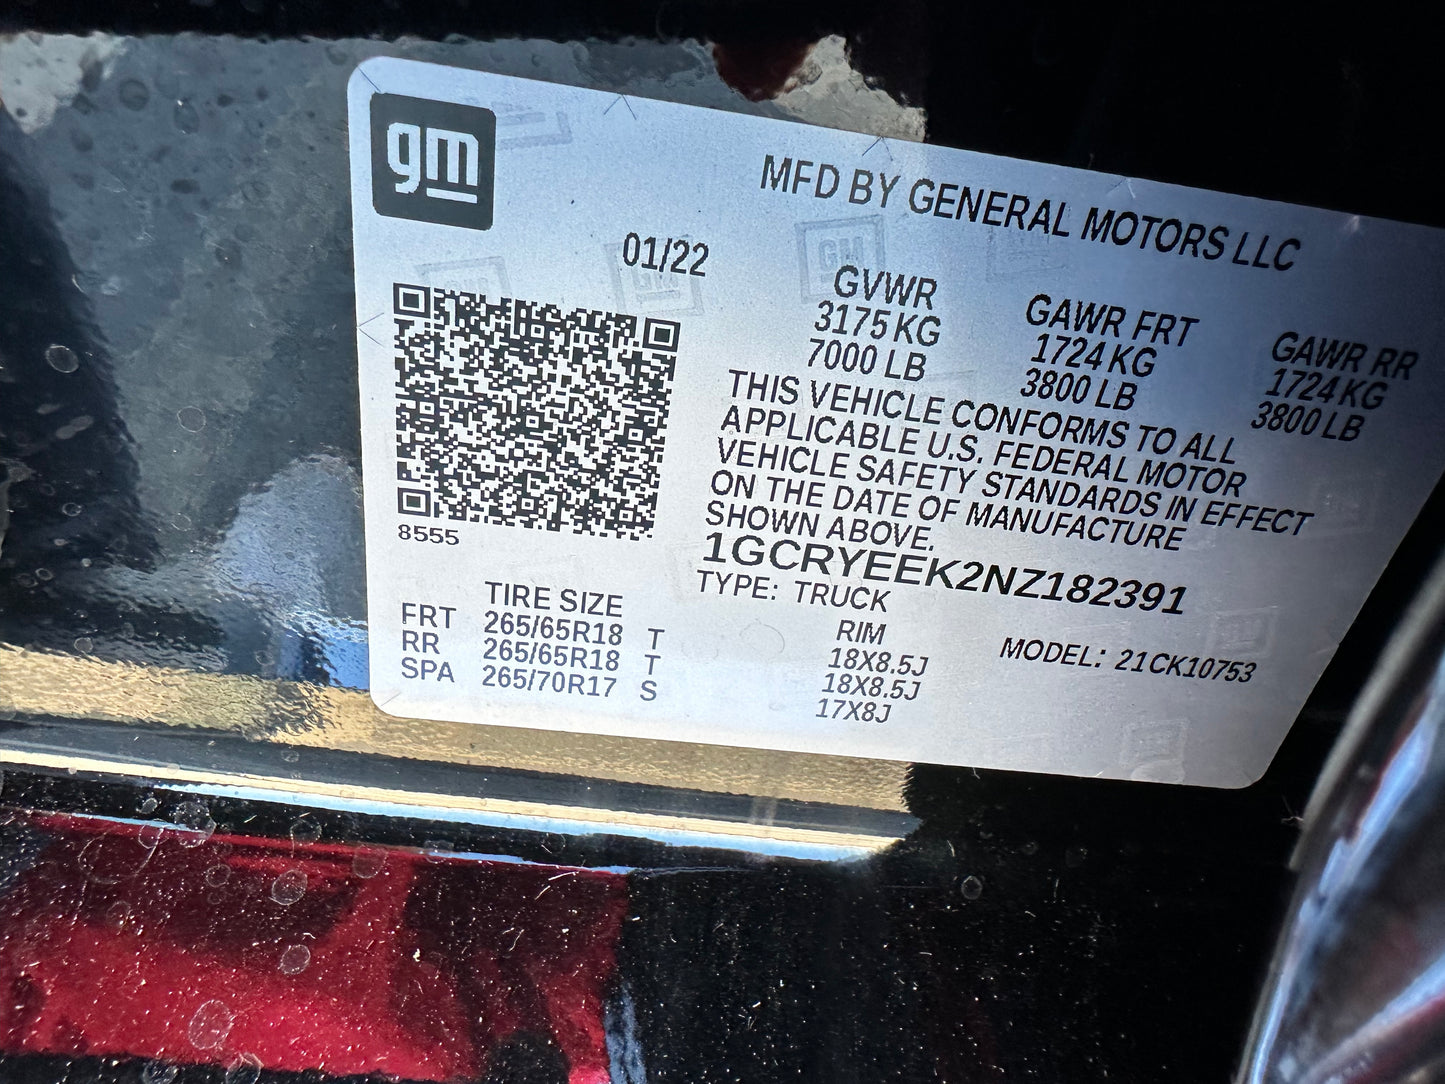 gm
MFD BY GENERAL MOTORS LLC
01/22
GVWR GAWR FRT GAWR RR
3175 KG 1724 KG 1724 KG
7000 LB 3800 LB 3800 LB
THIS VEHICLE CONFORMS TO ALL
APPLICABLE U.S. FEDERAL MOTOR
VEHICLE SAFETY STANDARDS IN EFFECT
ON THE DATE OF MANUFACTURE
SHOWN ABOVE.
8555
1GCRYEEK2NZ182391
TYPE: TRUCK
MODEL: 21CK10753
TIRE SIZE RIM
FRT 265/65R18 T 18X8.5J
RR 265/65R18 T 18X8.5J
SPA 265/70R17 S 17X8J
GM
GM
GM